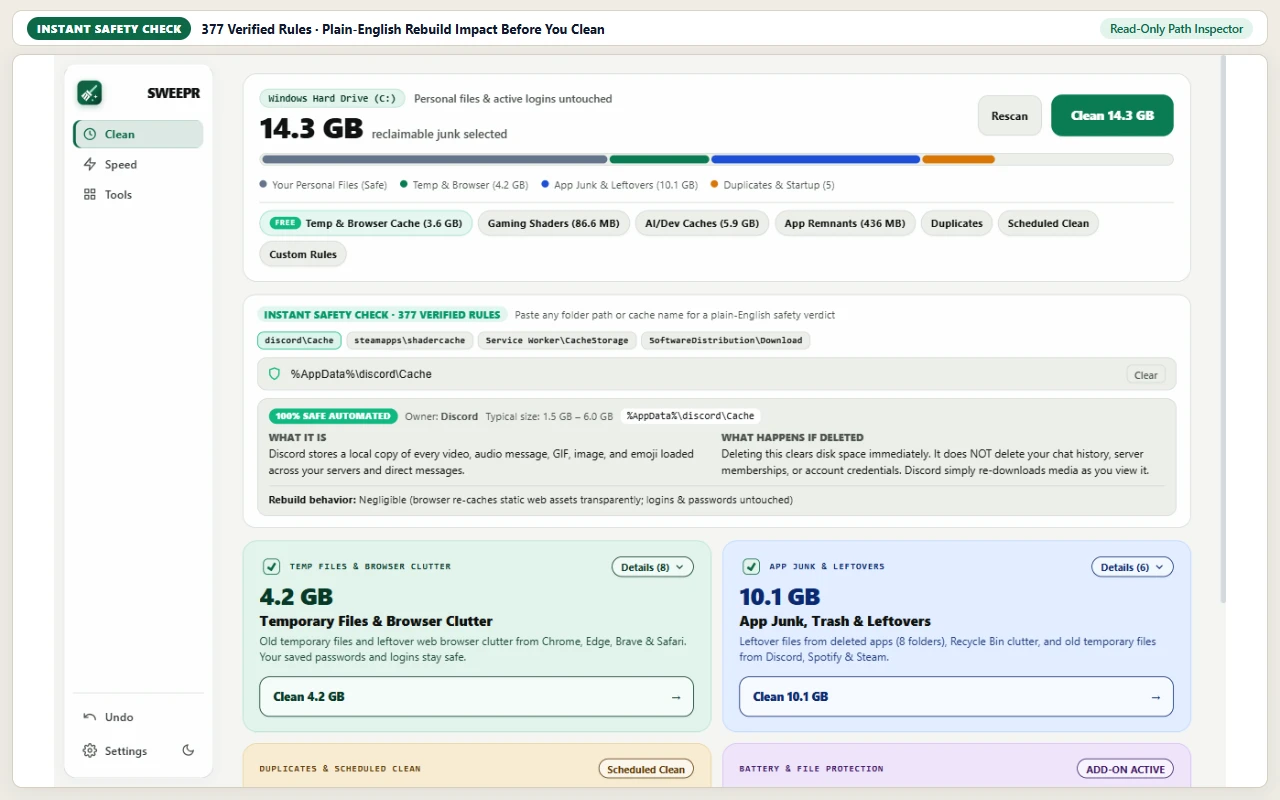 INSTANT SAFETY CHECK 377 Verified Rules · Plain-English Rebuild Impact Before You Clean Read-Only Path Inspector
SWEEPR
Clean
Speed
Tools
Undo
Settings
Windows Hard Drive (C:) Personal files & active logins untouched
14.3 GB reclaimable junk selected
Rescan
Clean 14.3 GB
Your Personal Files (Safe) Temp & Browser (4.2 GB) App Junk & Leftovers (10.1 GB) Duplicates & Startup (5)
FREE Temp & Browser Cache (3.6 GB) Gaming Shaders (86.6 MB) AI/Dev Caches (5.9 GB) App Remnants (436 MB) Duplicates Scheduled Clean
Custom Rules
INSTANT SAFETY CHECK · 377 VERIFIED RULES Paste any folder path or cache name for a plain-English safety verdict
discord\Cache steamapps\shadercache Service Worker\CacheStorage SoftwareDistribution\Download
%AppData%\discord\Cache Clear
100% SAFE AUTOMATED Owner: Discord Typical size: 1.5 GB – 6.0 GB %AppData%\discord\Cache
WHAT IT IS
Discord stores a local copy of every video, audio message, GIF, image, and emoji loaded
across your servers and direct messages.
WHAT HAPPENS IF DELETED
Deleting this clears disk space immediately. It does NOT delete your chat history, server
memberships, or account credentials. Discord simply re-downloads media as you view it.
Rebuild behavior: Negligible (browser re-caches static web assets transparently; logins & passwords untouched)
TEMP FILES & BROWSER CLUTTER Details (8)
4.2 GB
Temporary Files & Browser Clutter
Old temporary files and leftover web browser clutter from Chrome, Edge, Brave & Safari.
Your saved passwords and logins stay safe.
Clean 4.2 GB →
APP JUNK & LEFTOVERS Details (6)
10.1 GB
App Junk, Trash & Leftovers
Leftover files from deleted apps (8 folders), Recycle Bin clutter, and old temporary files
from Discord, Spotify & Steam.
Clean 10.1 GB →
DUPLICATES & SCHEDULED CLEAN Scheduled Clean
BATTERY & FILE PROTECTION ADD-ON ACTIVE